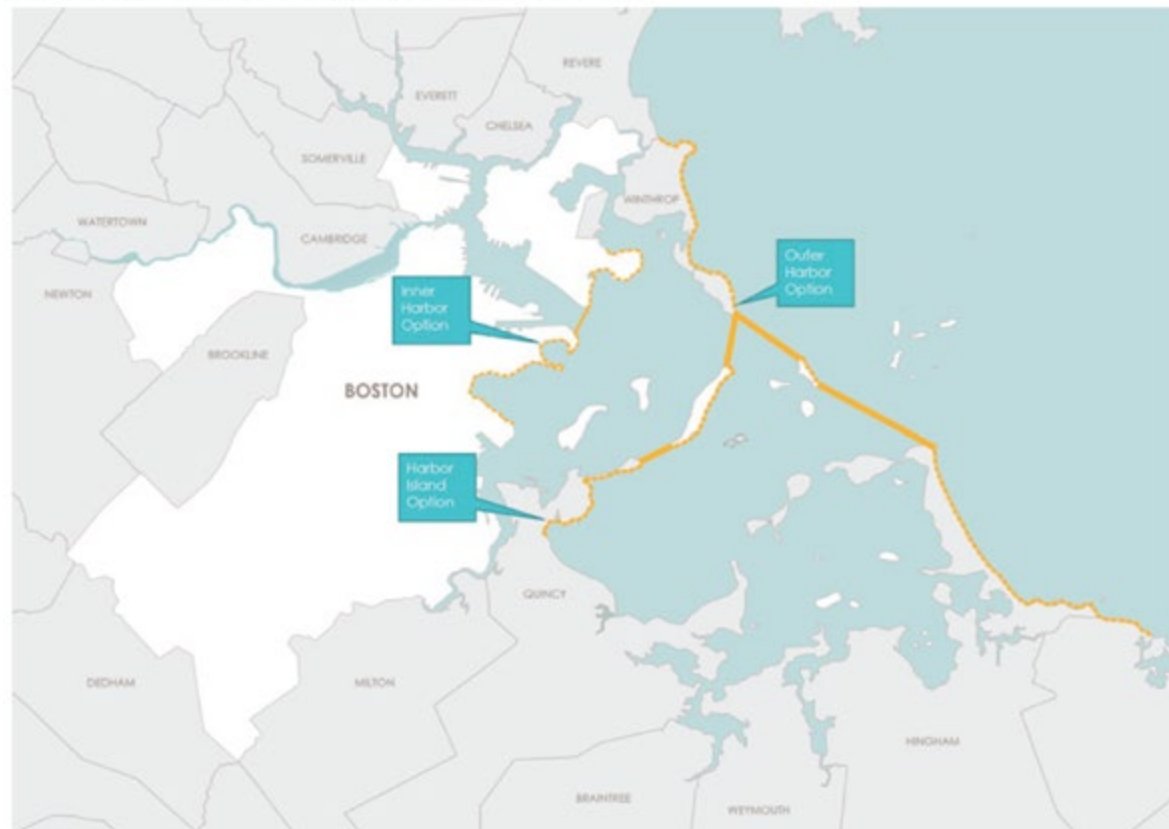 REVERE
EVERETT
CHELSEA
SOMERVILLE
WINTHROP
WATERTOWN
CAMBRIDGE
Outer
Harbor
Option
NEWTON
Inner
Harbor
Option
BROOKLINE
BOSTON
Harbor
Island
Option
QUINCY
DEDHAM
MILTON
HINGHAM
BRAINTREE
WEYMOUTH